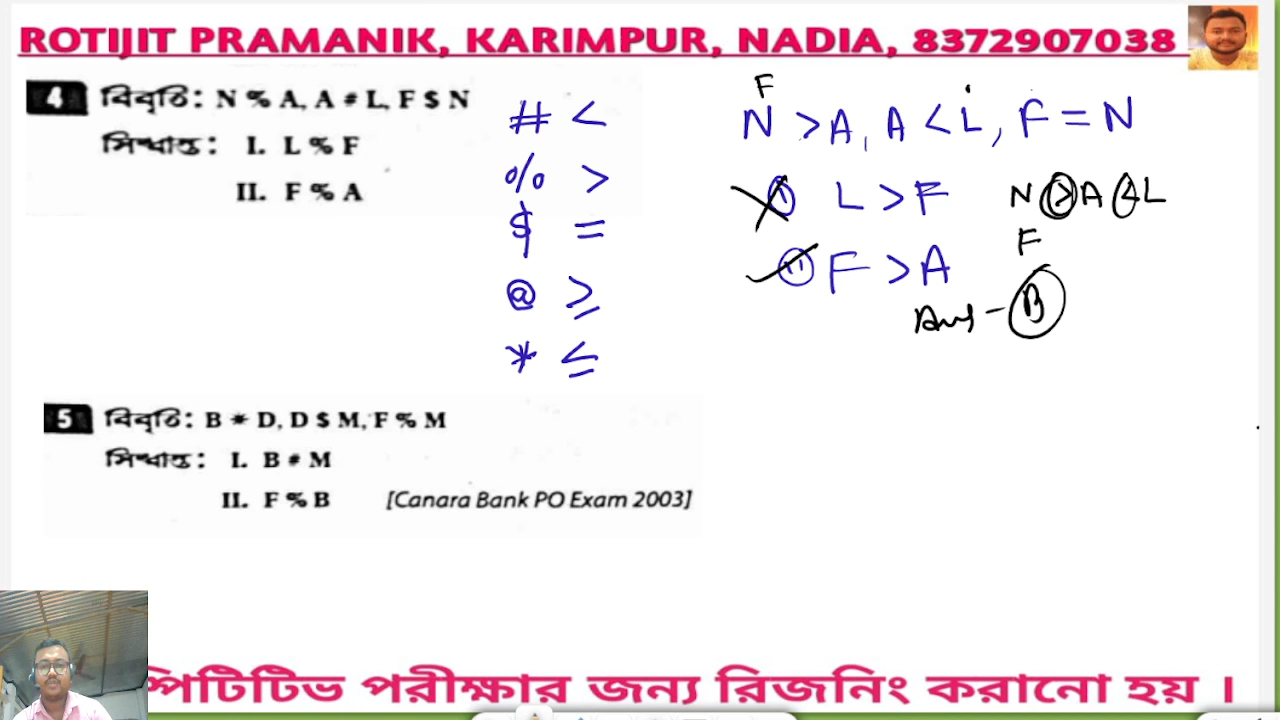 ROTIJIT PRAMANIK, KARIMPUR, NADIA, 8372907038
4 বিবৃতি: N % A, A # L, F $ N
সিদ্ধান্ত: I. L % F
II. F % A
# <
% >
$ =
@ ≥
* ≤
F
N > A, A < L, F = N
I L > F
N > A < L
F
II F > A
Ans - B
5 বিবৃতি: B * D, D $ M, F % M
সিদ্ধান্ত: I. B # M
II. F % B [Canara Bank PO Exam 2003]
ম্পিটিটিভ পরীক্ষার জন্য রিজনিং করানো হয় ।